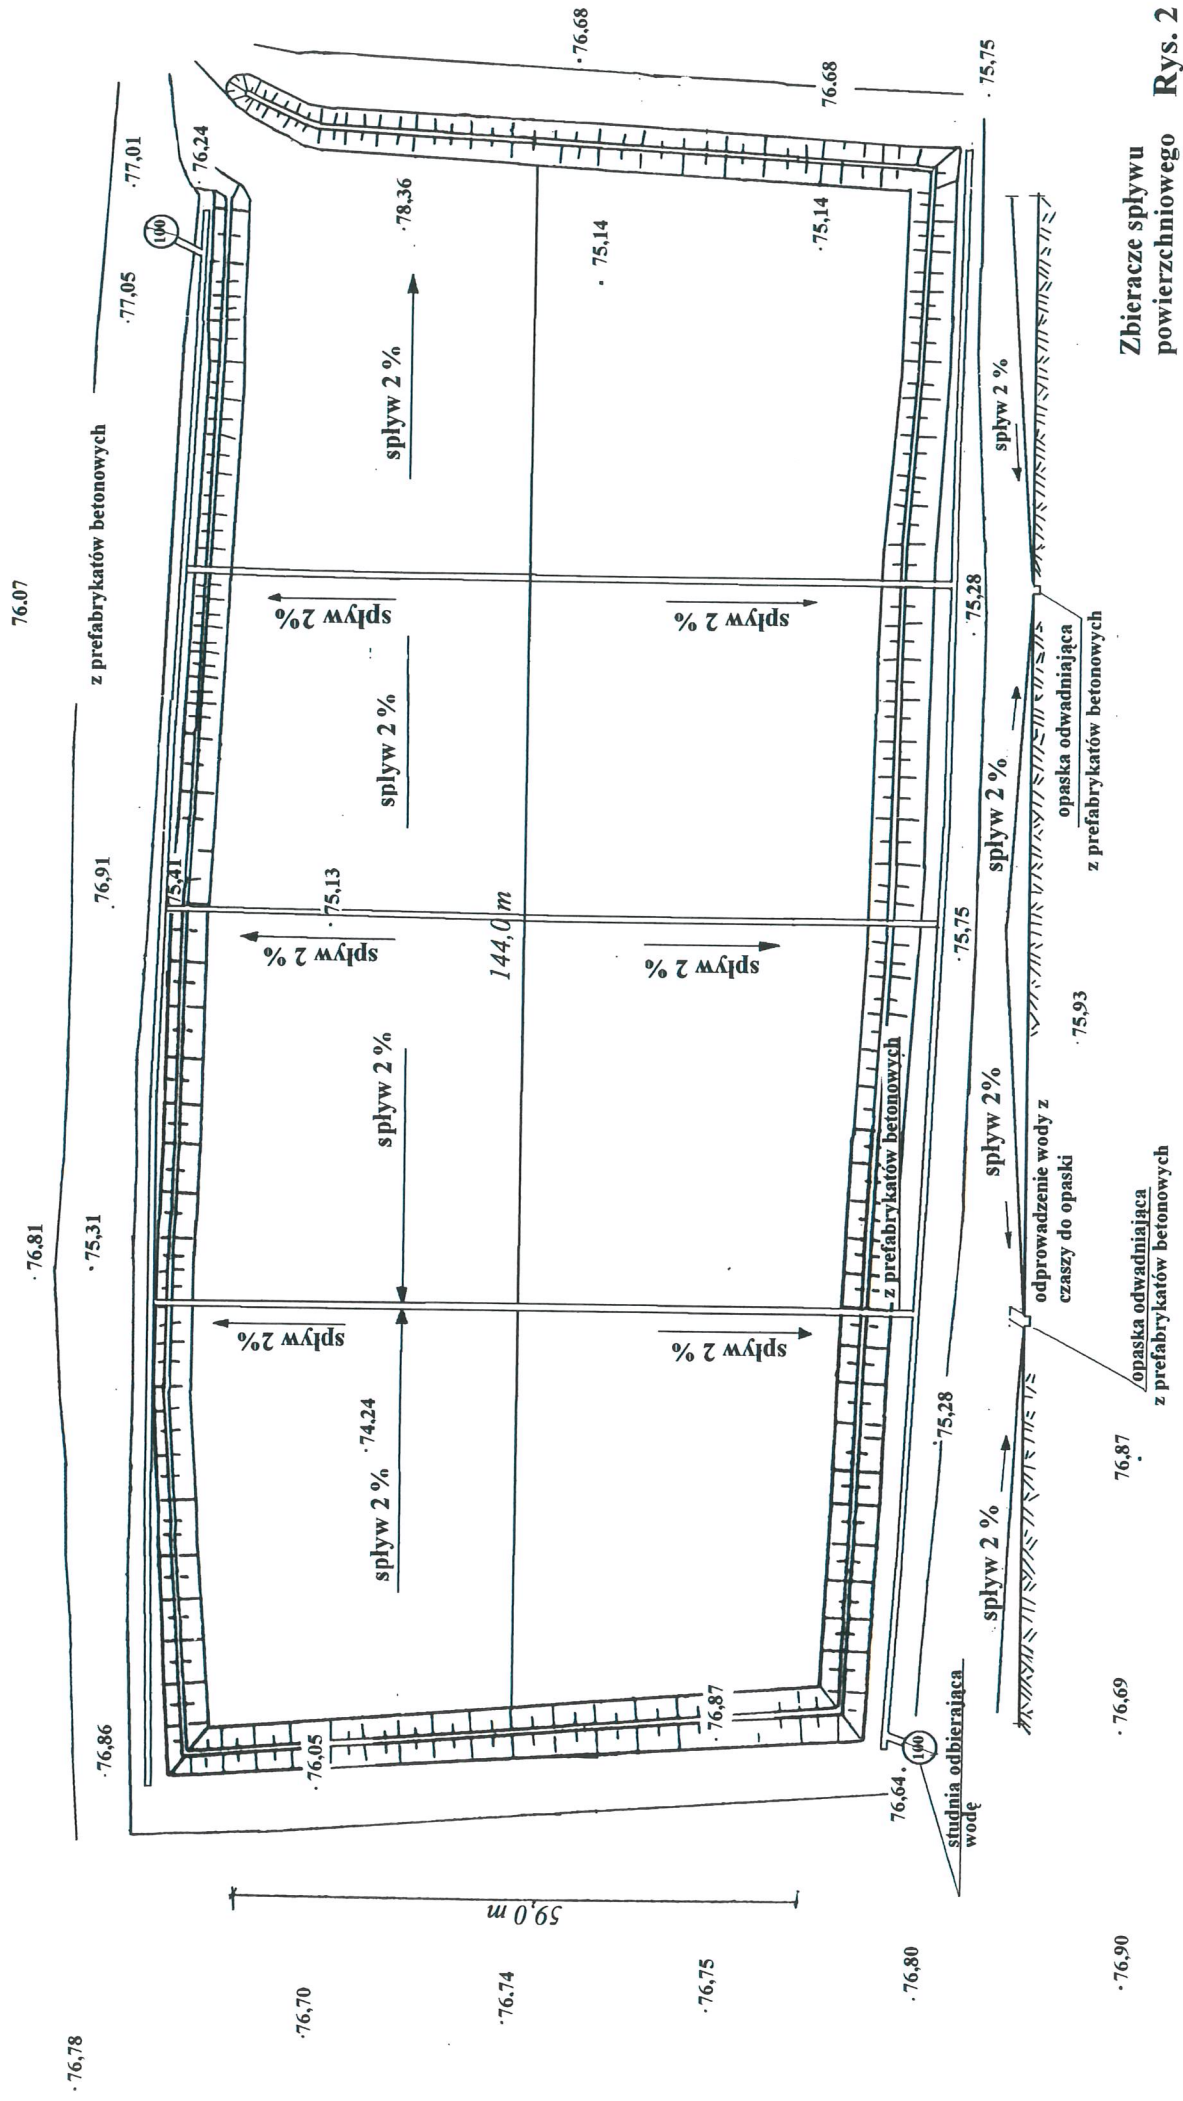 76.07
·76.81
·76,78
z prefabrykatów betonowych
76,91
·75,31
·76,86
·77,01
·77,05
100
·76,24
75,41
·76,05
·76,70
spływ 2%
spływ 2 %
spływ 2%
·75,13
·74.24
·78,36
spływ 2 %
spływ 2 %
spływ 2 %
spływ 2 %
144,0 m
59,0 m
·76.74
·76.68
·75,14
spływ 2 %
spływ 2 %
spływ 2 %
·76,87
·76,75
76.68
·75,14
z prefabrykatów betonowych
76,64.
100
·76,80
·75,28
·75,75
·75,28
studnia odbierająca
wodę
·75,75
spływ 2 %
spływ 2 %
spływ 2%
spływ 2 %
odprowadzenie wody z
czaszy do opaski
·75,93
opaska odwadniająca
z prefabrykatów betonowych
opaska odwadniająca
z prefabrykatów betonowych
76,87
·76,69
·76,90
Zbieracze spływu
powierzchniowego Rys. 2